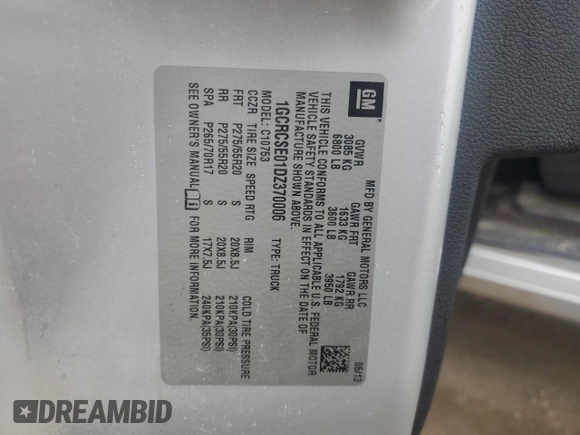 GM
MFD BY GENERAL MOTORS LLC
GVWR GAWR FRT GAWR RR
3085 KG 1633 KG 1792 KG
6800 LB 3600 LB 3950 LB
05/13
THIS VEHICLE CONFORMS TO ALL APPLICABLE U.S. FEDERAL MOTOR
VEHICLE SAFETY STANDARDS IN EFFECT ON THE DATE OF
MANUFACTURE SHOWN ABOVE.
1GCRCSE01DZ370006 TYPE: TRUCK
MODEL: C10753
CCZR TIRE SIZE SPEED RTG RIM COLD TIRE PRESSURE
FRT P275/55R20 S 20X8.5J 210KPA(30PSI)
RR P275/55R20 S 20X8.5J 210KPA(30PSI)
SPA P265/70R17 S 17X7.5J 240KPA(35PSI)
SEE OWNER'S MANUAL i FOR MORE INFORMATION.
DREAMBID